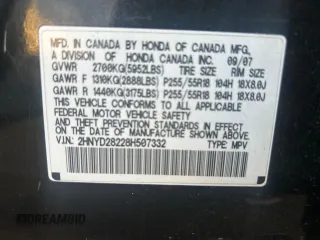 MFD. IN CANADA BY HONDA OF CANADA MFG.,
A DIV. OF HONDA CANADA INC. 09/07
GVWR 2700KG(5952LBS) TIRE SIZE RIM
GAWR F 1310KG(2888LBS) P255/55R18 104H 18X8.0J
GAWR R 1440KG(3175LBS) P255/55R18 104H 18X8.0J
THIS VEHICLE CONFORMS TO ALL APPLICABLE
FEDERAL MOTOR VEHICLE SAFETY AND THEFT
PREVENTION STANDARDS IN EFFECT ON THE
DATE OF MANUFACTURE SHOWN ABOVE.
V.I.N.: 2HNYD28228H507332 TYPE: MPV
DREAMBID